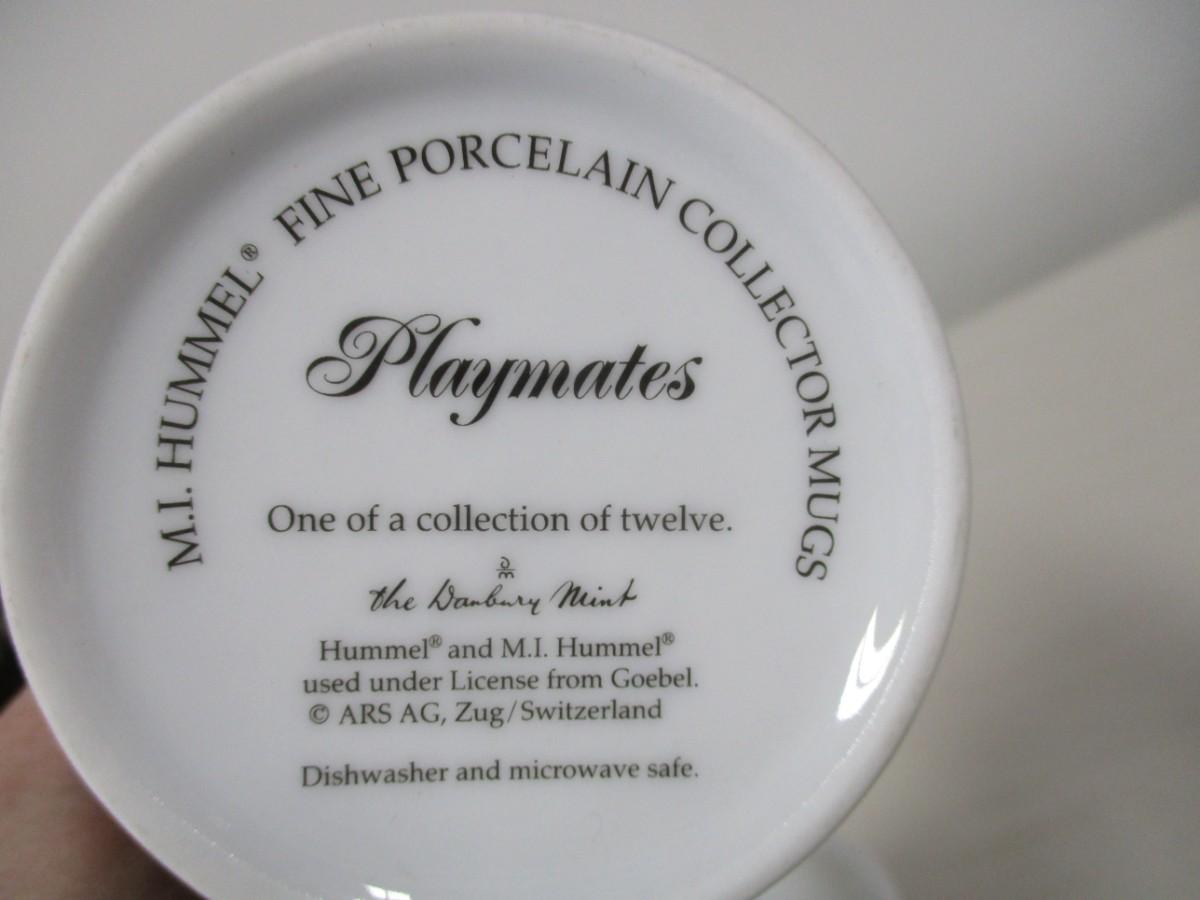 M.I. HUMMEL® FINE PORCELAIN COLLECTOR MUGS
Playmates
One of a collection of twelve.
the Danbury Mint
Hummel® and M.I. Hummel®
used under License from Goebel.
© ARS AG, Zug/Switzerland
Dishwasher and microwave safe.